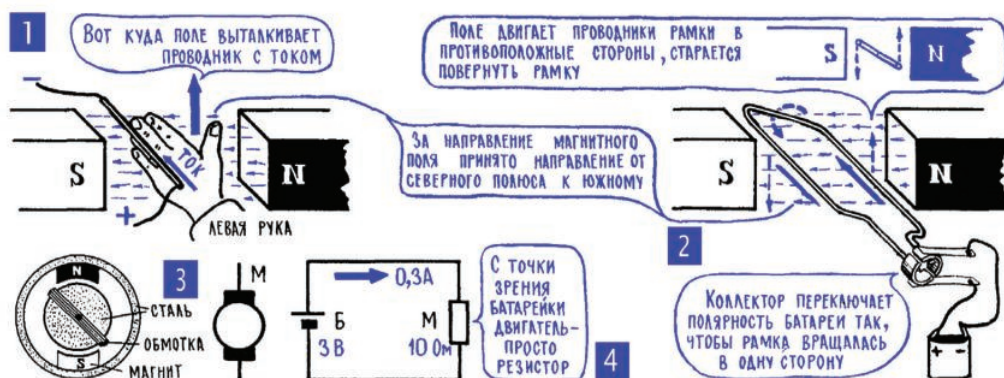 1
ВОТ КУДА ПОЛЕ ВЫТАЛКИВАЕТ
ПРОВОДНИК С ТОКОМ
–
S
ТОК
+
N
ЛЕВАЯ РУКА
ПОЛЕ ДВИГАЕТ ПРОВОДНИКИ РАМКИ В
ПРОТИВОПОЛОЖНЫЕ СТОРОНЫ, СТАРАЕТСЯ
ПОВЕРНУТЬ РАМКУ
S
N
ЗА НАПРАВЛЕНИЕ МАГНИТНОГО
ПОЛЯ ПРИНЯТО НАПРАВЛЕНИЕ ОТ
СЕВЕРНОГО ПОЛЮСА К ЮЖНОМУ
S
N
2
КОЛЛЕКТОР ПЕРЕКЛЮЧАЕТ
ПОЛЯРНОСТЬ БАТАРЕИ ТАК,
ЧТОБЫ РАМКА ВРАЩАЛАСЬ
В ОДНУ СТОРОНУ
+ –
3
N
СТАЛЬ
ОБМОТКА
S
МАГНИТ
М
0,3А
Б
3 В
М
10 Ом
С ТОЧКИ
ЗРЕНИЯ
БАТАРЕЙКИ
ДВИГАТЕЛЬ–
ПРОСТО
РЕЗИСТОР
4